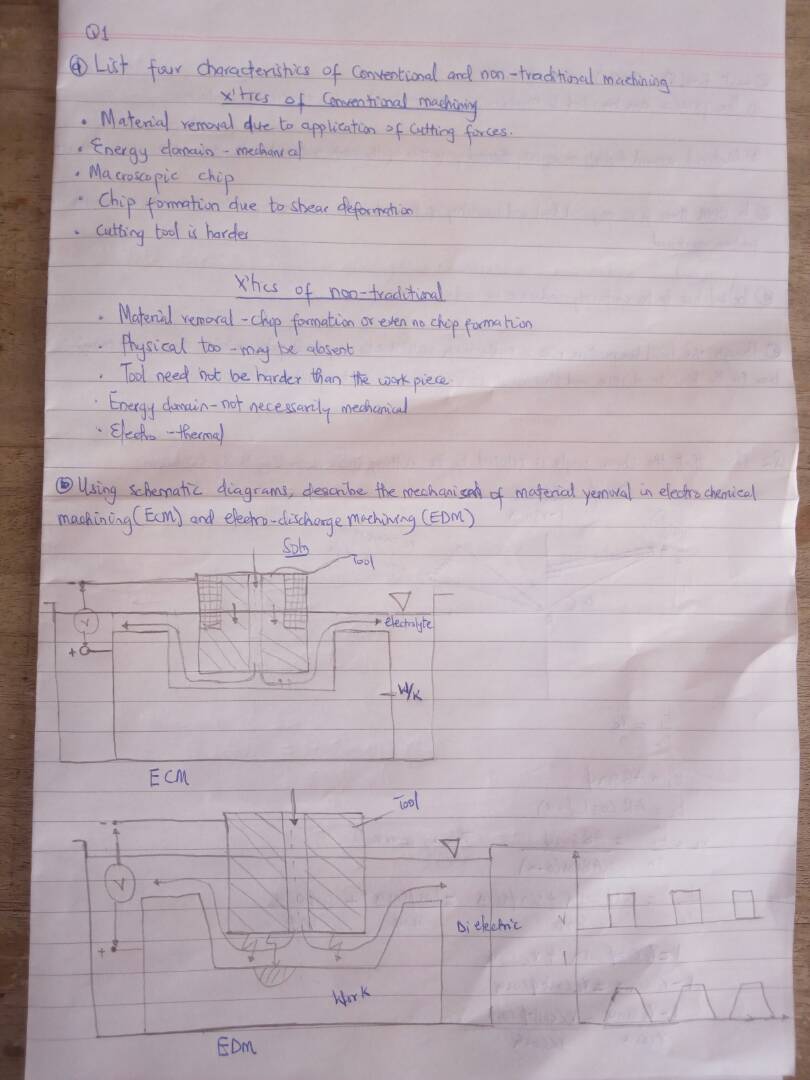 Q1
(a) List four characteristics of Conventional and non-traditional machining
X'tics of Conventional machining
• Material removal due to application of cutting forces.
• Energy domain - mechanical
• Macroscopic chip
• Chip formation due to shear deformation
• Cutting tool is harder
X'tics of non-traditional
• Material removal - chip formation or even no chip formation
• Physical too - may be absent
• Tool need not be harder than the work piece.
• Energy domain - not necessarily mechanical
• Electro - thermal
(b) Using schematic diagrams, describe the mechanism of material removal in electrochemical
machining (ECM) and electro-discharge machining (EDM)
Soln
Tool
-
V
+
electrolyte
W/K
ECM
Tool
-
V
+
Dielectric
Work
EDM
V
I